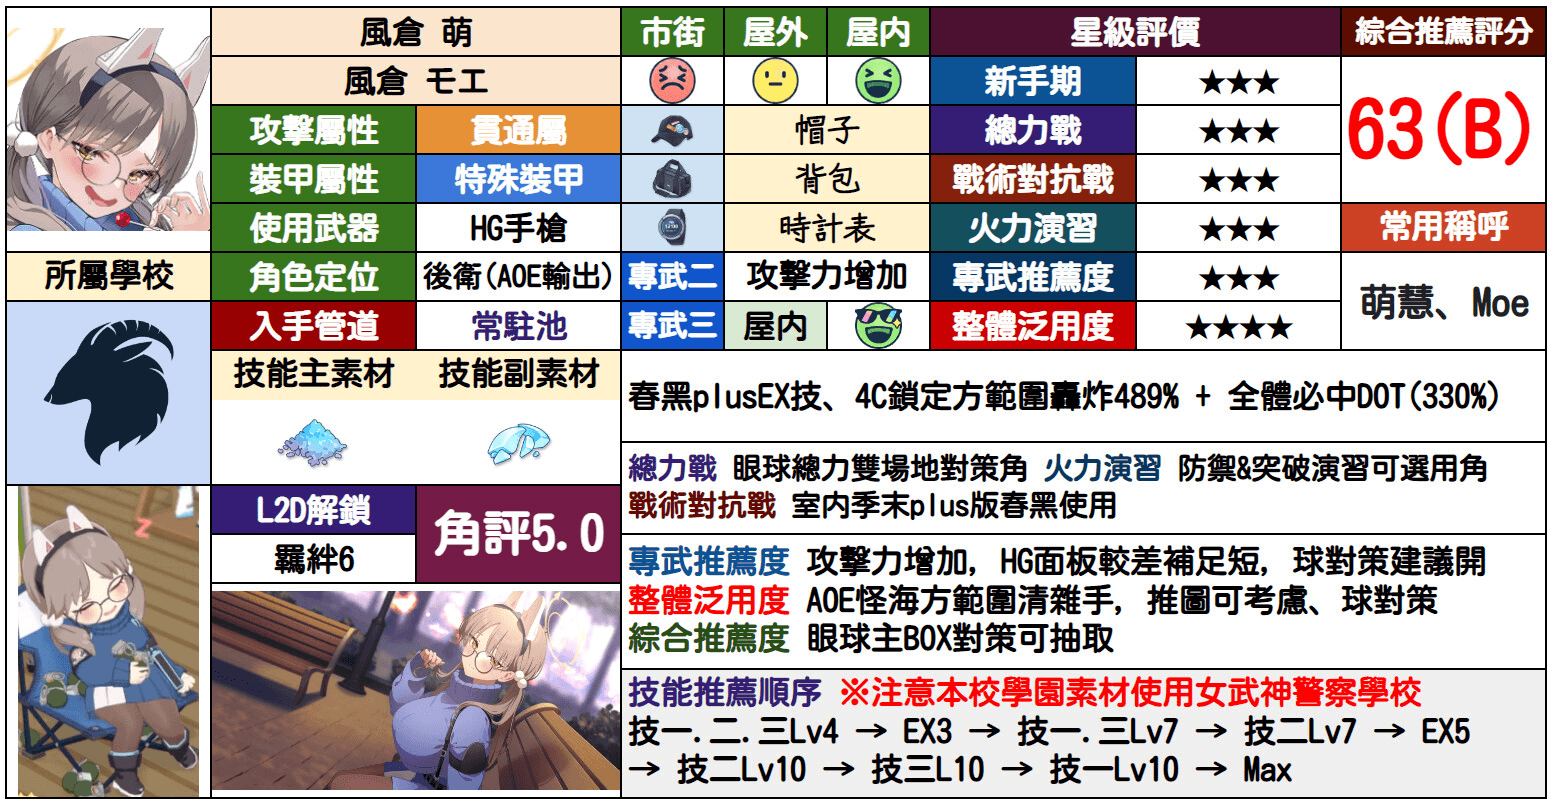 風倉 萌
風倉 モエ
市街
屋外
屋內
星級評價
綜合推薦評分
新手期
★★★
63(B)
攻擊屬性
貫通屬
帽子
總力戰
★★★
裝甲屬性
特殊裝甲
背包
戰術對抗戰
★★★
使用武器
HG手槍
時計表
火力演習
★★★
常用稱呼
所屬學校
角色定位
後衛(AOE輸出)
專武二
攻擊力增加
專武推薦度
★★★
萌慧、Moe
入手管道
常駐池
專武三
屋內
整體泛用度
★★★★
技能主素材
技能副素材
春黑plusEX技、4C鎖定方範圍轟炸489% + 全體必中DOT(330%)
總力戰 眼球總力雙場地對策角 火力演習 防禦&突破演習可選用角
戰術對抗戰 室內季末plus版春黑使用
L2D解鎖
羈絆6
角評5.0
專武推薦度 攻擊力增加, HG面板較差補足短, 球對策建議開
整體泛用度 AOE怪海方範圍清雜手, 推圖可考慮、球對策
綜合推薦度 眼球主BOX對策可抽取
Z
技能推薦順序 ※注意本校學園素材使用女武神警察學校
技一.二.三Lv4 → EX3 → 技一.三Lv7 → 技二Lv7 → EX5
→ 技二Lv10 → 技三L10 → 技一Lv10 → Max